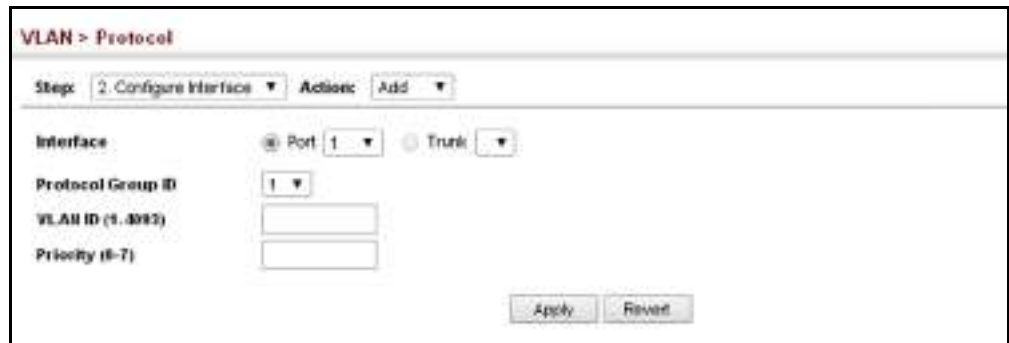 VLAN > Protocol
Step: 2. Configure Interface Action: Add
Interface Port 1 Trunk
Protocol Group ID 1
VLAN ID (1-4093)
Priority (0-7)
Apply Revert